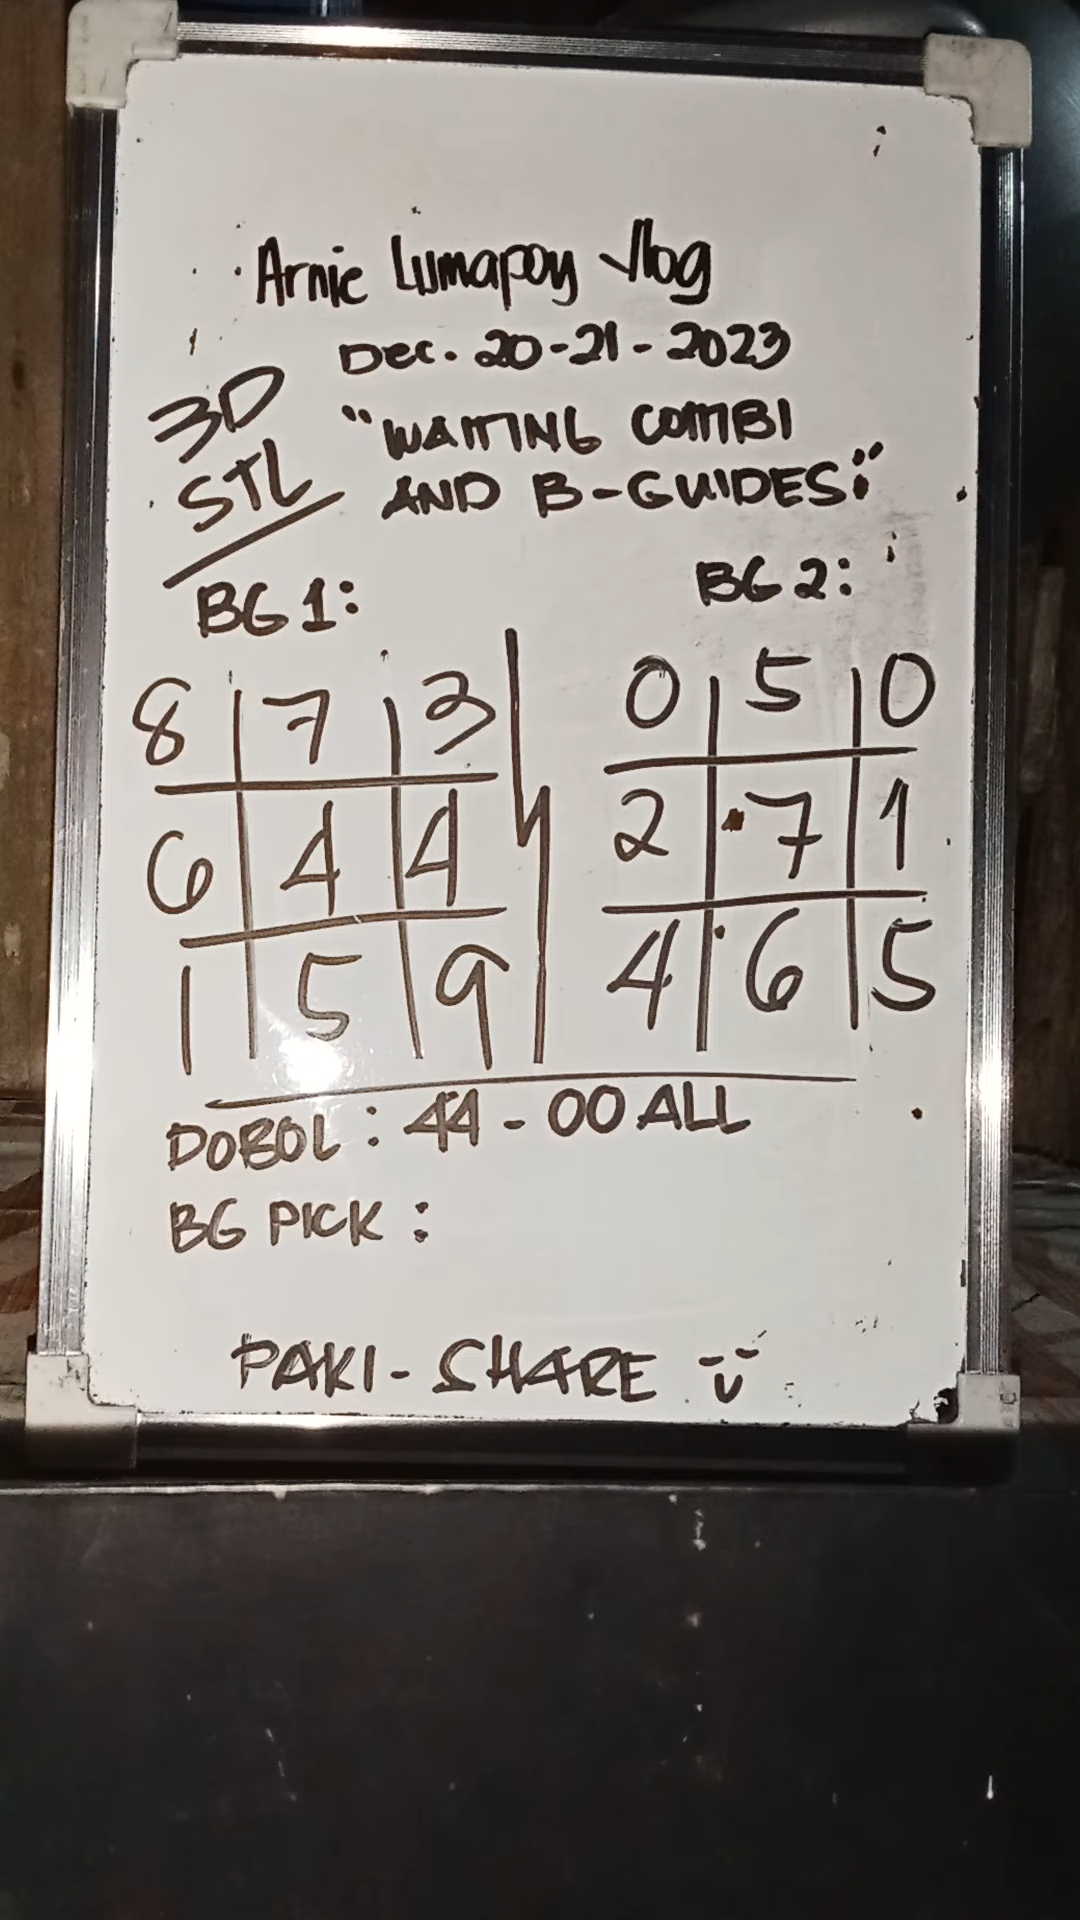 Arnie Lumapoy Vlog
Dec. 20-21-2023
3D
STL
"WAITING COMBI
AND B-GUIDES:"
BG 1:
BG 2:
8 7 3
6 4 4
1 5 9
0 5 0
2 7 1
4 6 5
DOBOL: 44-00 ALL
BG PICK:
PAKI-SHARE